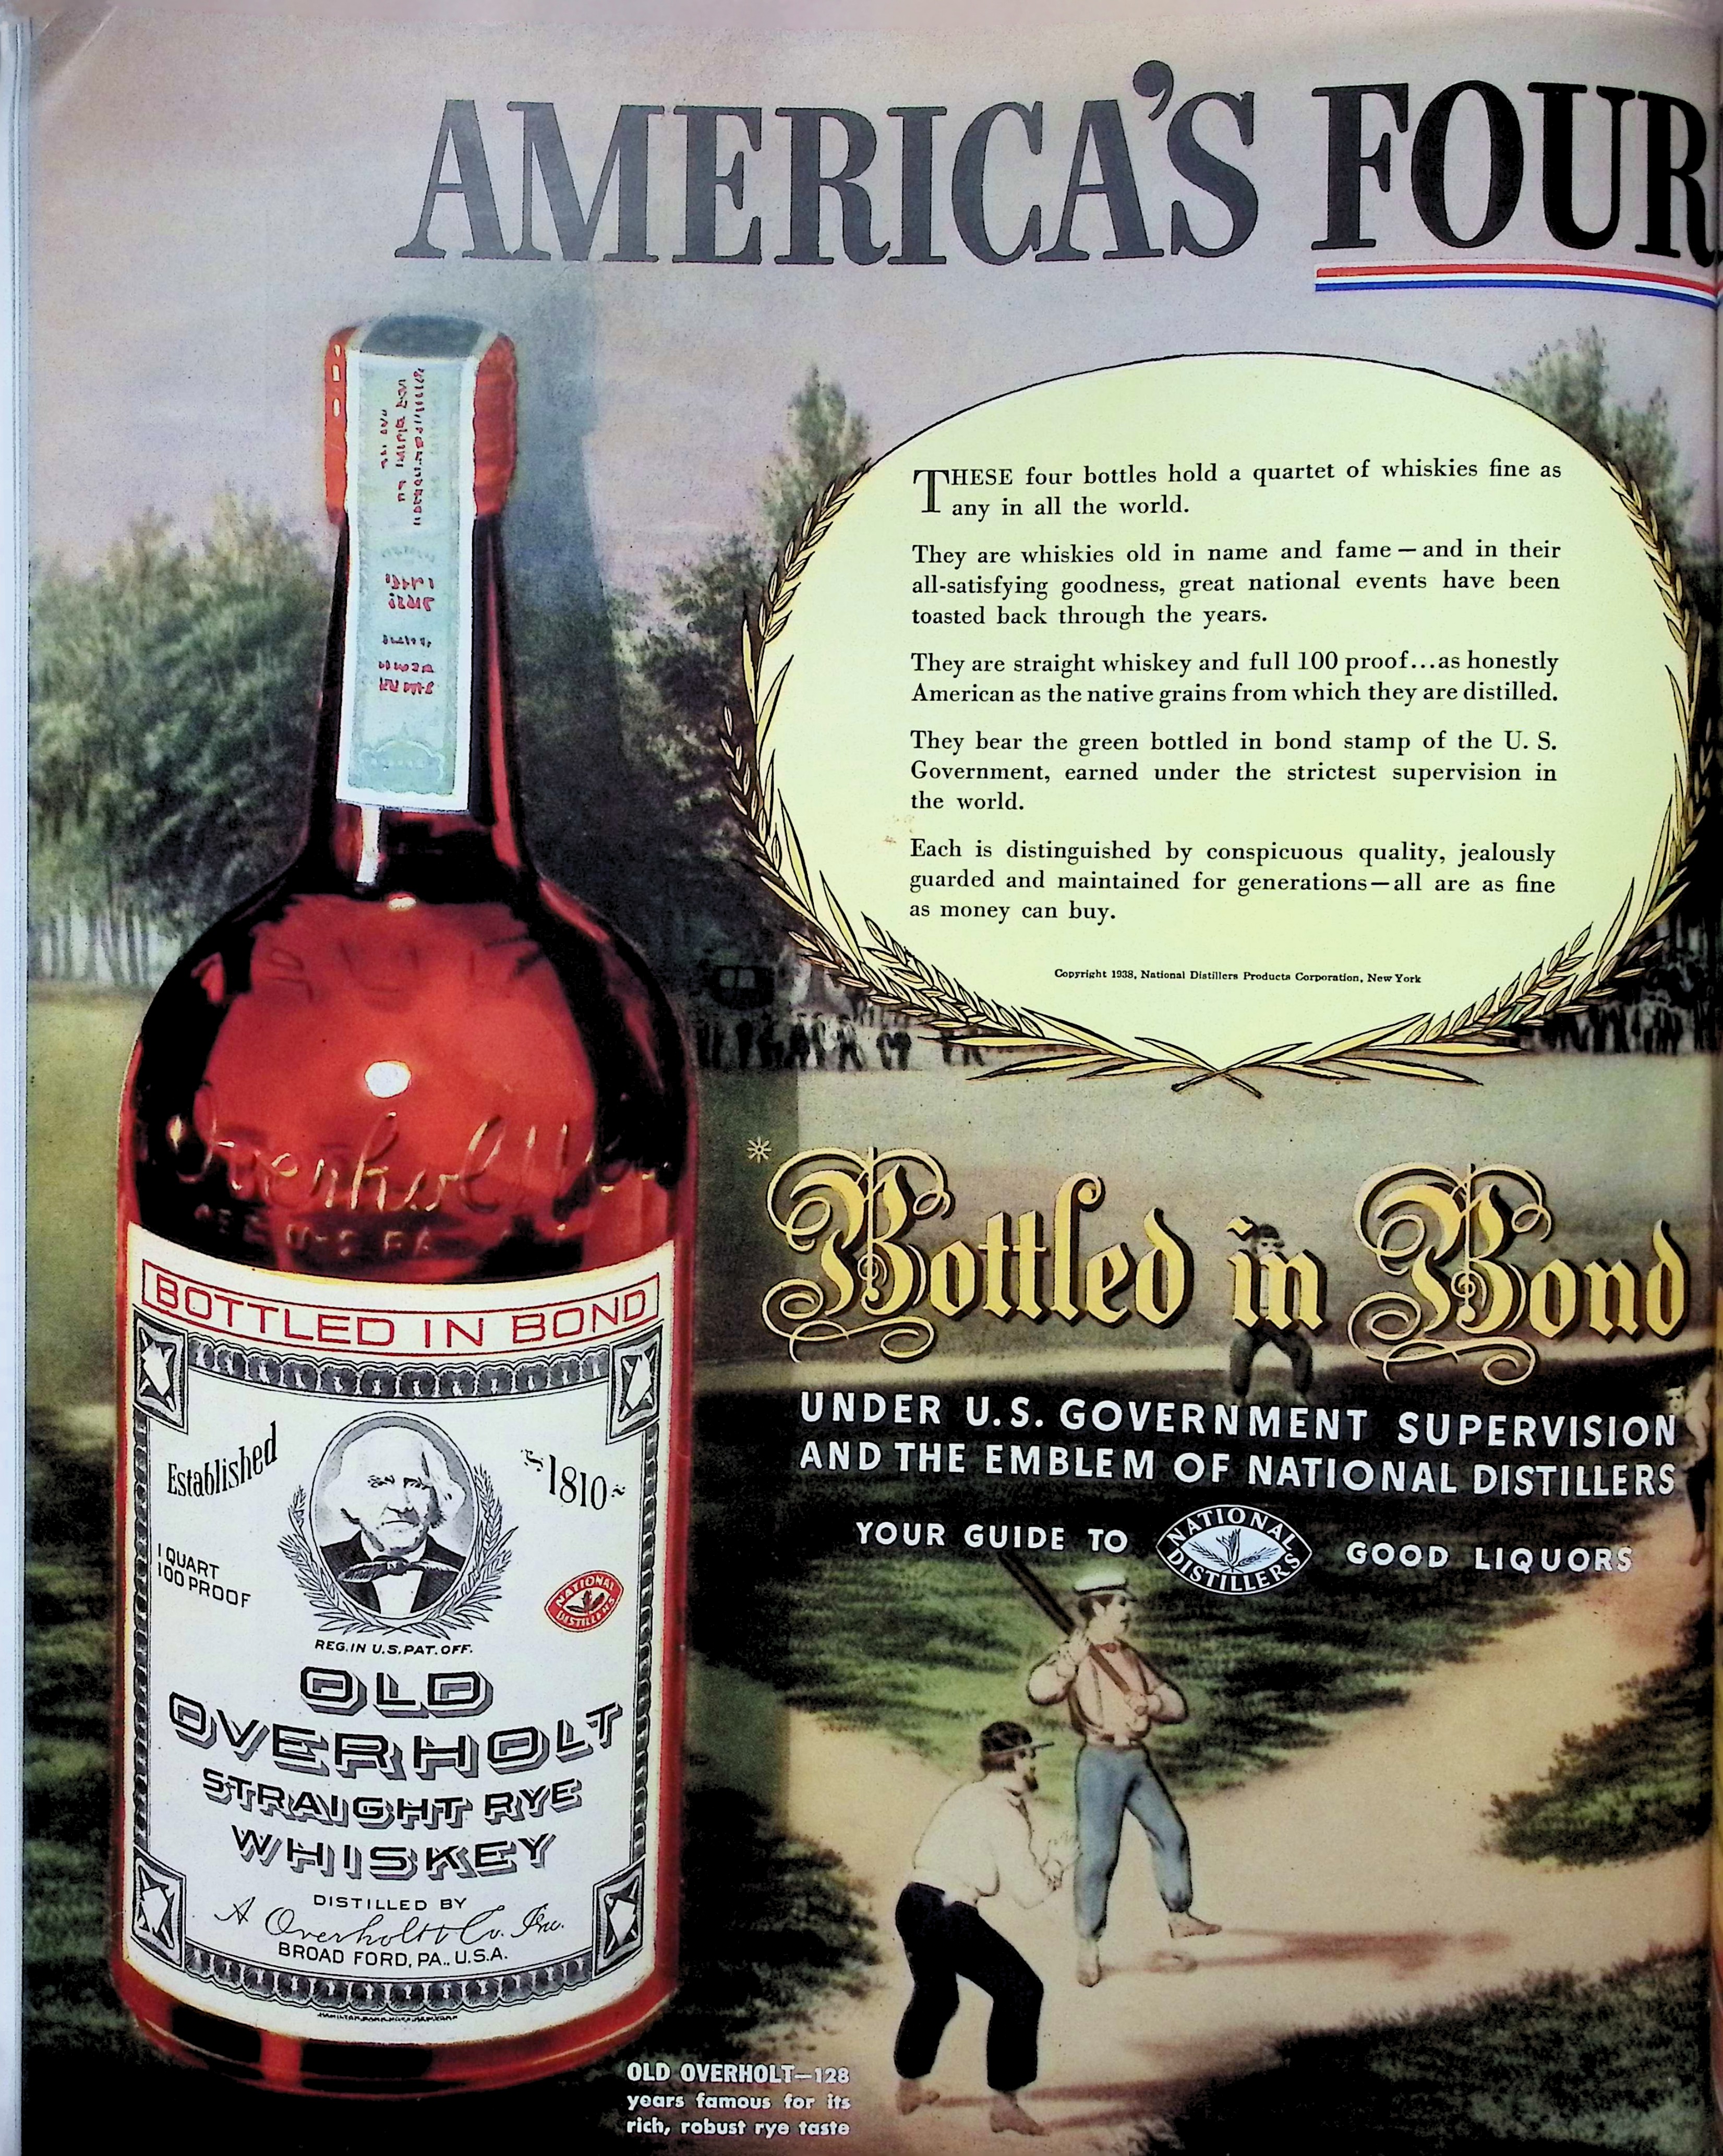 AMERICA'S FOUR
THESE four bottles hold a quartet of whiskies fine as
any in all the world.
They are whiskies old in name and fame — and in their
all-satisfying goodness, great national events have been
toasted back through the years.
They are straight whiskey and full 100 proof...as honestly
American as the native grains from which they are distilled.
They bear the green bottled in bond stamp of the U. S.
Government, earned under the strictest supervision in
the world.
Each is distinguished by conspicuous quality, jealously
guarded and maintained for generations — all are as fine
as money can buy.
Copyright 1938, National Distillers Products Corporation, New York
*Bottled in Bond
UNDER U.S. GOVERNMENT SUPERVISION
AND THE EMBLEM OF NATIONAL DISTILLERS
YOUR GUIDE TO NATIONAL DISTILLERS GOOD LIQUORS
BOTTLED IN BOND
Established ~1810~
1 QUART
100 PROOF
NATIONAL DISTILLERS
REG. IN U.S. PAT. OFF.
OLD
OVERHOLT
STRAIGHT RYE
WHISKEY
DISTILLED BY
A Overholt & Co. Inc.
BROAD FORD, PA., U.S.A.
OLD OVERHOLT—128
years famous for its
rich, robust rye taste